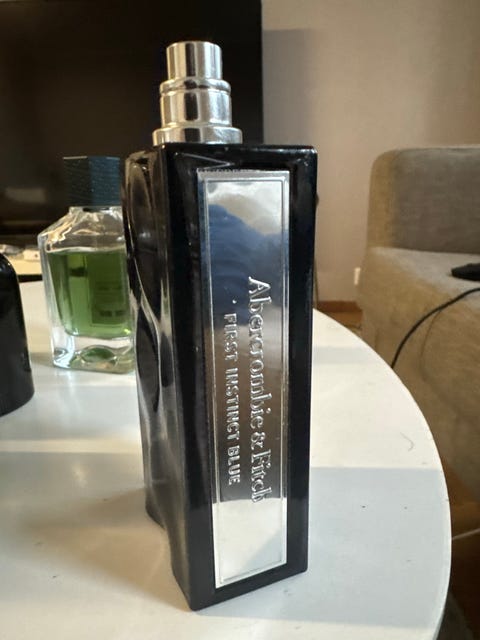 Abercrombie & Fitch
FIRST INSTINCT BLUE